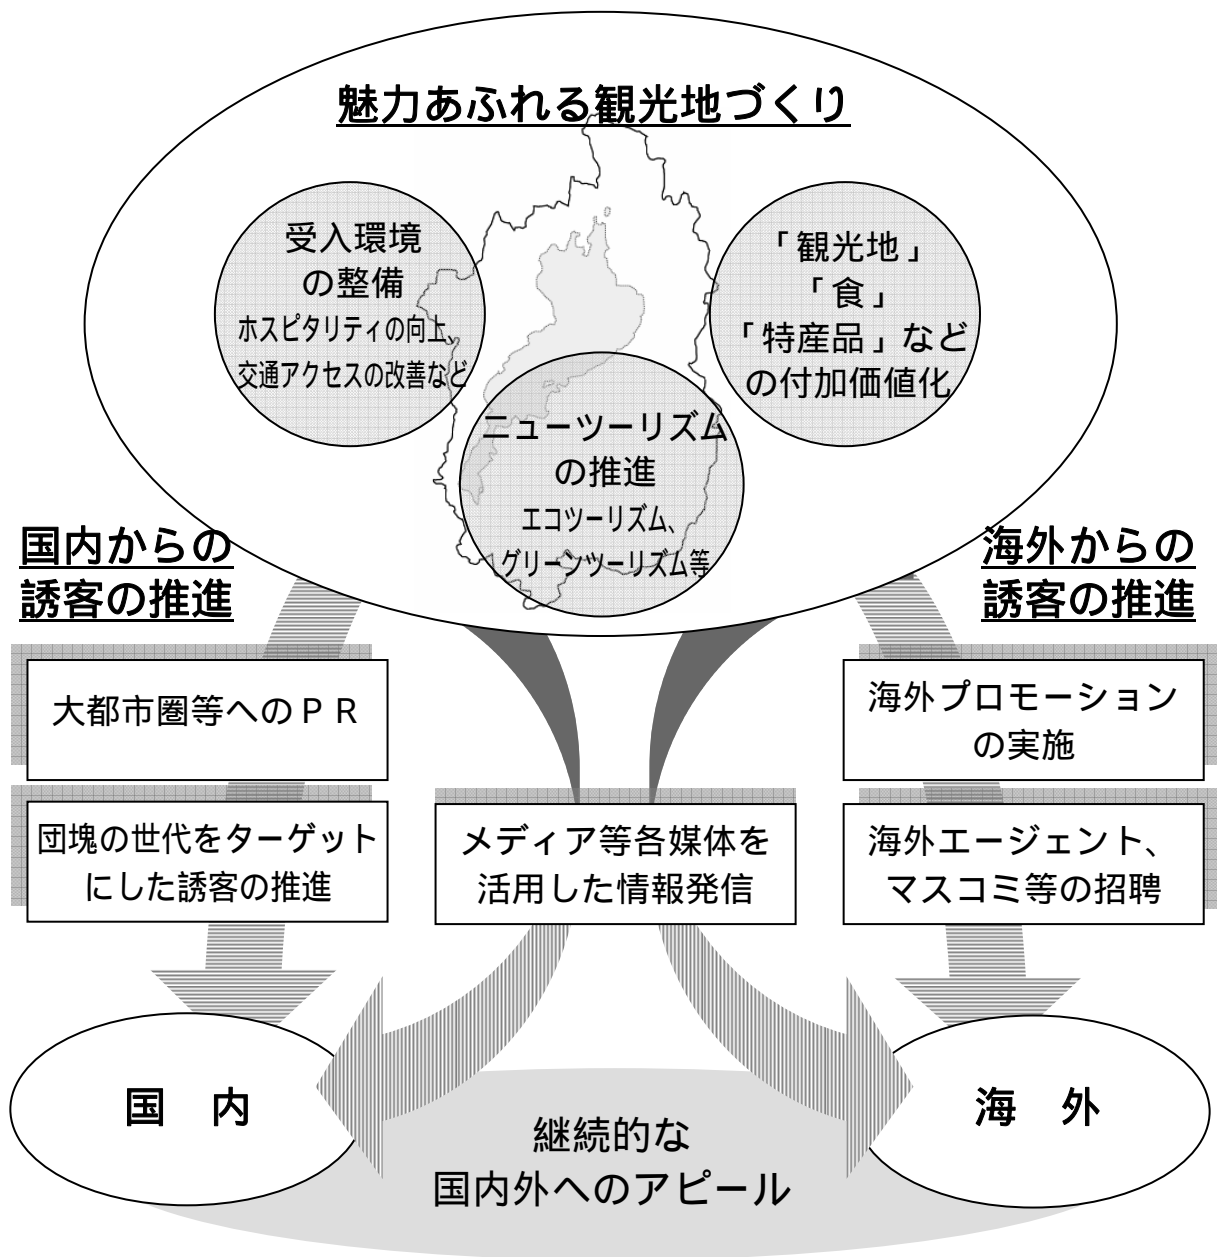 魅力あふれる観光地づくり
受入環境
の整備
ホスピタリティの向上、
交通アクセスの改善など
「観光地」
「食」
「特産品」など
の付加価値化
ニューツーリズム
の推進
エコツーリズム、
グリーンツーリズム等
国内からの
誘客の推進
海外からの
誘客の推進
大都市圏等へのＰＲ
団塊の世代をターゲット
にした誘客の推進
メディア等各媒体を
活用した情報発信
海外プロモーション
の実施
海外エージェント、
マスコミ等の招聘
国　内
海　外
継続的な
国内外へのアピール